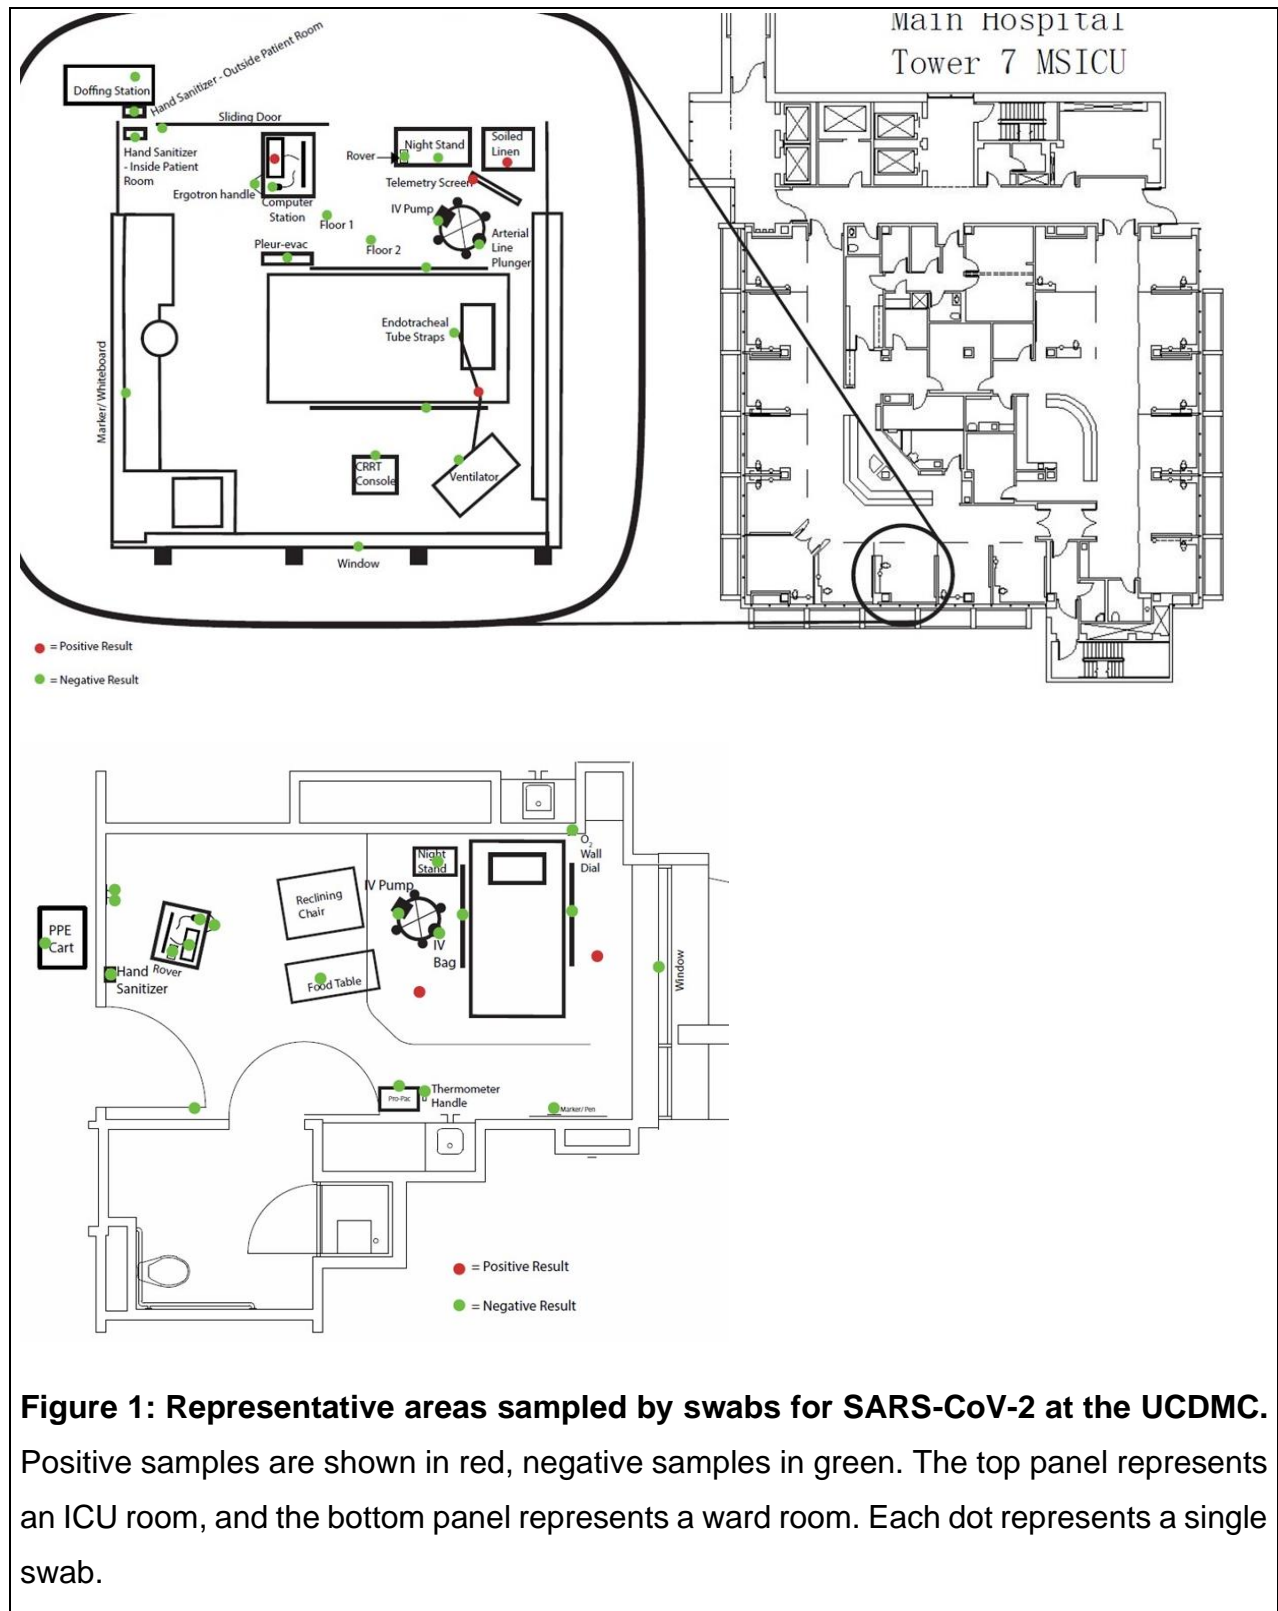 Main Hospital
Tower 7 MSICU
Hand Sanitizer - Outside Patient Room
Doffing Station
Sliding Door
Hand Sanitizer
- Inside Patient
Room
Ergotron handle
Computer
Station
Rover
Night Stand
Soiled
Linen
Telemetry Screen
IV Pump
Floor 1
Floor 2
Arterial
Line
Plunger
Pleur-evac
Endotracheal
Tube Straps
Marker/ Whiteboard
CRRT
Console
Ventilator
Window
= Positive Result
= Negative Result
O2
Wall
Dial
Night
Stand
IV Pump
Reclining
Chair
PPE
Cart
IV
Bag
Rover
Hand
Sanitizer
Food Table
Window
Pro-Pac
Thermometer
Handle
Marker/ Pen
= Positive Result
= Negative Result
Figure 1: Representative areas sampled by swabs for SARS-CoV-2 at the UCDMC.
Positive samples are shown in red, negative samples in green. The top panel represents
an ICU room, and the bottom panel represents a ward room. Each dot represents a single
swab.